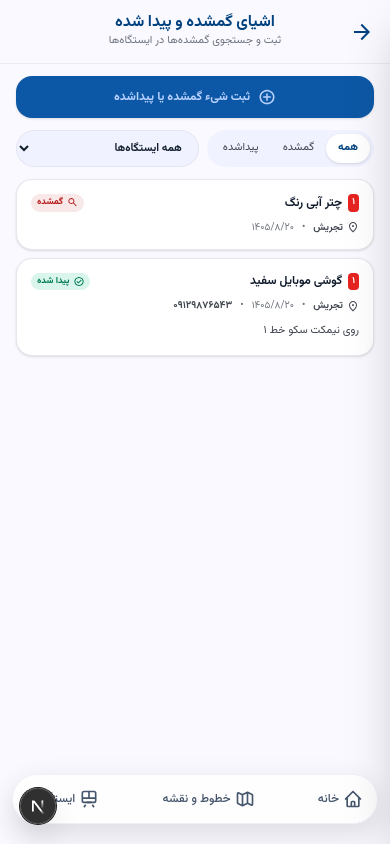 اشیای گمشده و پیدا شده
ثبت و جستجوی گمشده‌ها در ایستگاه‌ها
ثبت شیء گمشده یا پیداشده
همه
گمشده
پیداشده
همه ایستگاه‌ها
۱ چتر آبی رنگ
گمشده
تجریش • ۱۴۰۵/۸/۲۰
۱ گوشی موبایل سفید
پیدا شده
تجریش • ۱۴۰۵/۸/۲۰ • ۰۹۱۲۹۸۷۶۵۴۳
روی نیمکت سکو خط ۱
خانه
خطوط و نقشه
N